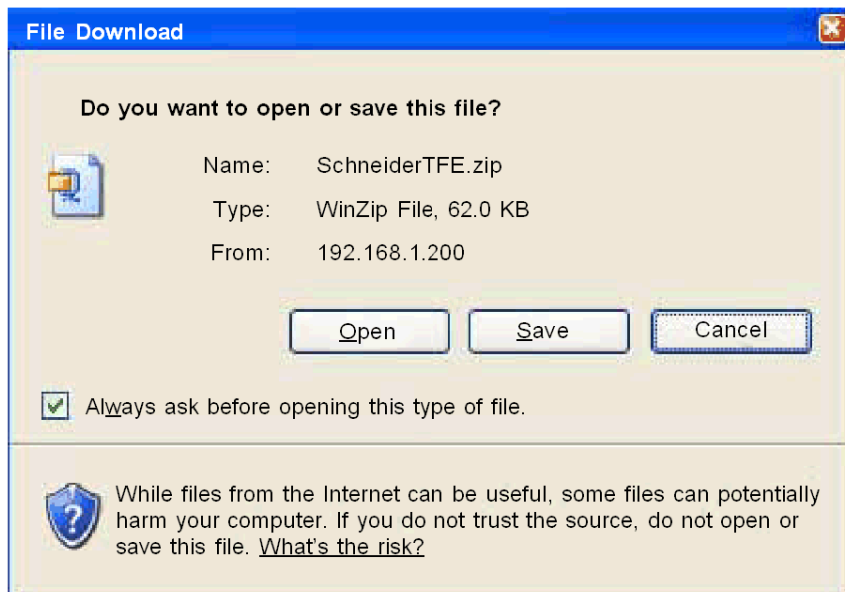 File Download
Do you want to open or save this file?
Name: SchneiderTFE.zip
Type: WinZip File, 62.0 KB
From: 192.168.1.200
Open Save Cancel
Always ask before opening this type of file.
While files from the Internet can be useful, some files can potentially
harm your computer. If you do not trust the source, do not open or
save this file. What's the risk?